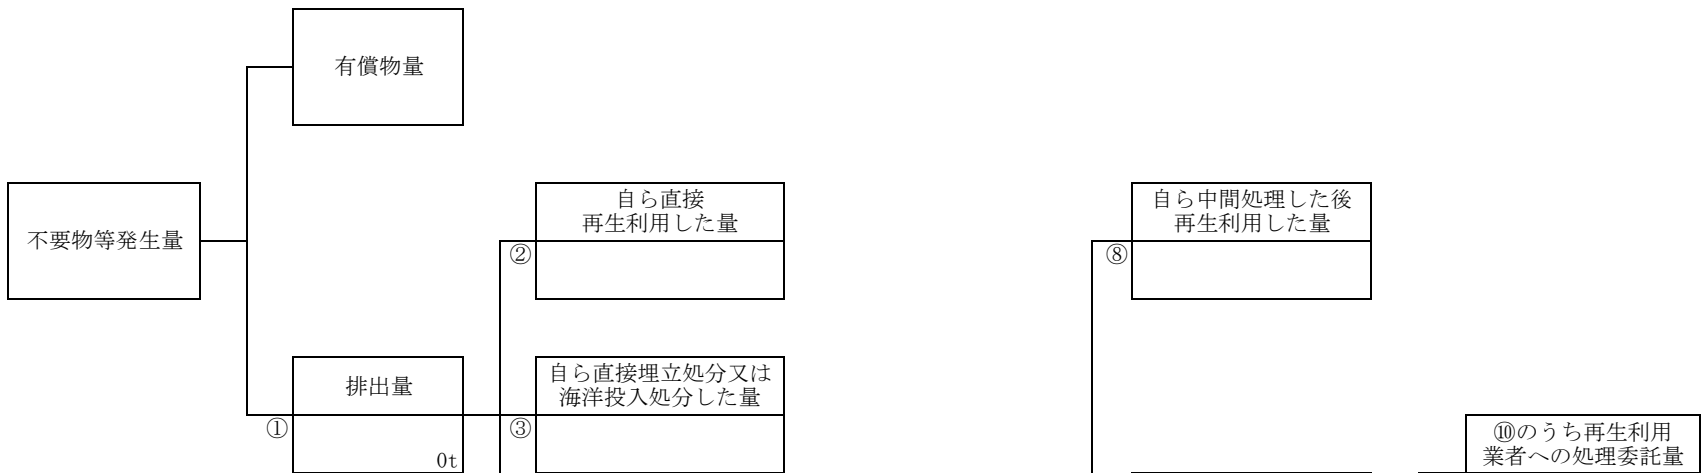 有償物量
不要物等発生量
自ら直接
再生利用した量
②
自ら中間処理した後
再生利用した量
⑧
排出量
①
0t
自ら直接埋立処分又は
海洋投入処分した量
③
⑩のうち再生利用
業者への処理委託量